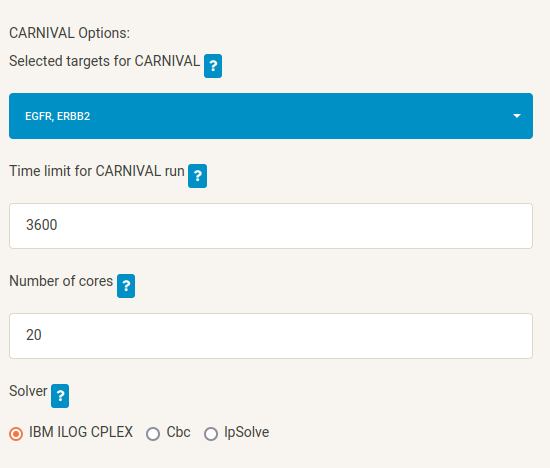 CARNIVAL Options:
Selected targets for CARNIVAL ?
EGFR, ERBB2
Time limit for CARNIVAL run ?
3600
Number of cores ?
20
Solver ?
IBM ILOG CPLEX Cbc lpSolve